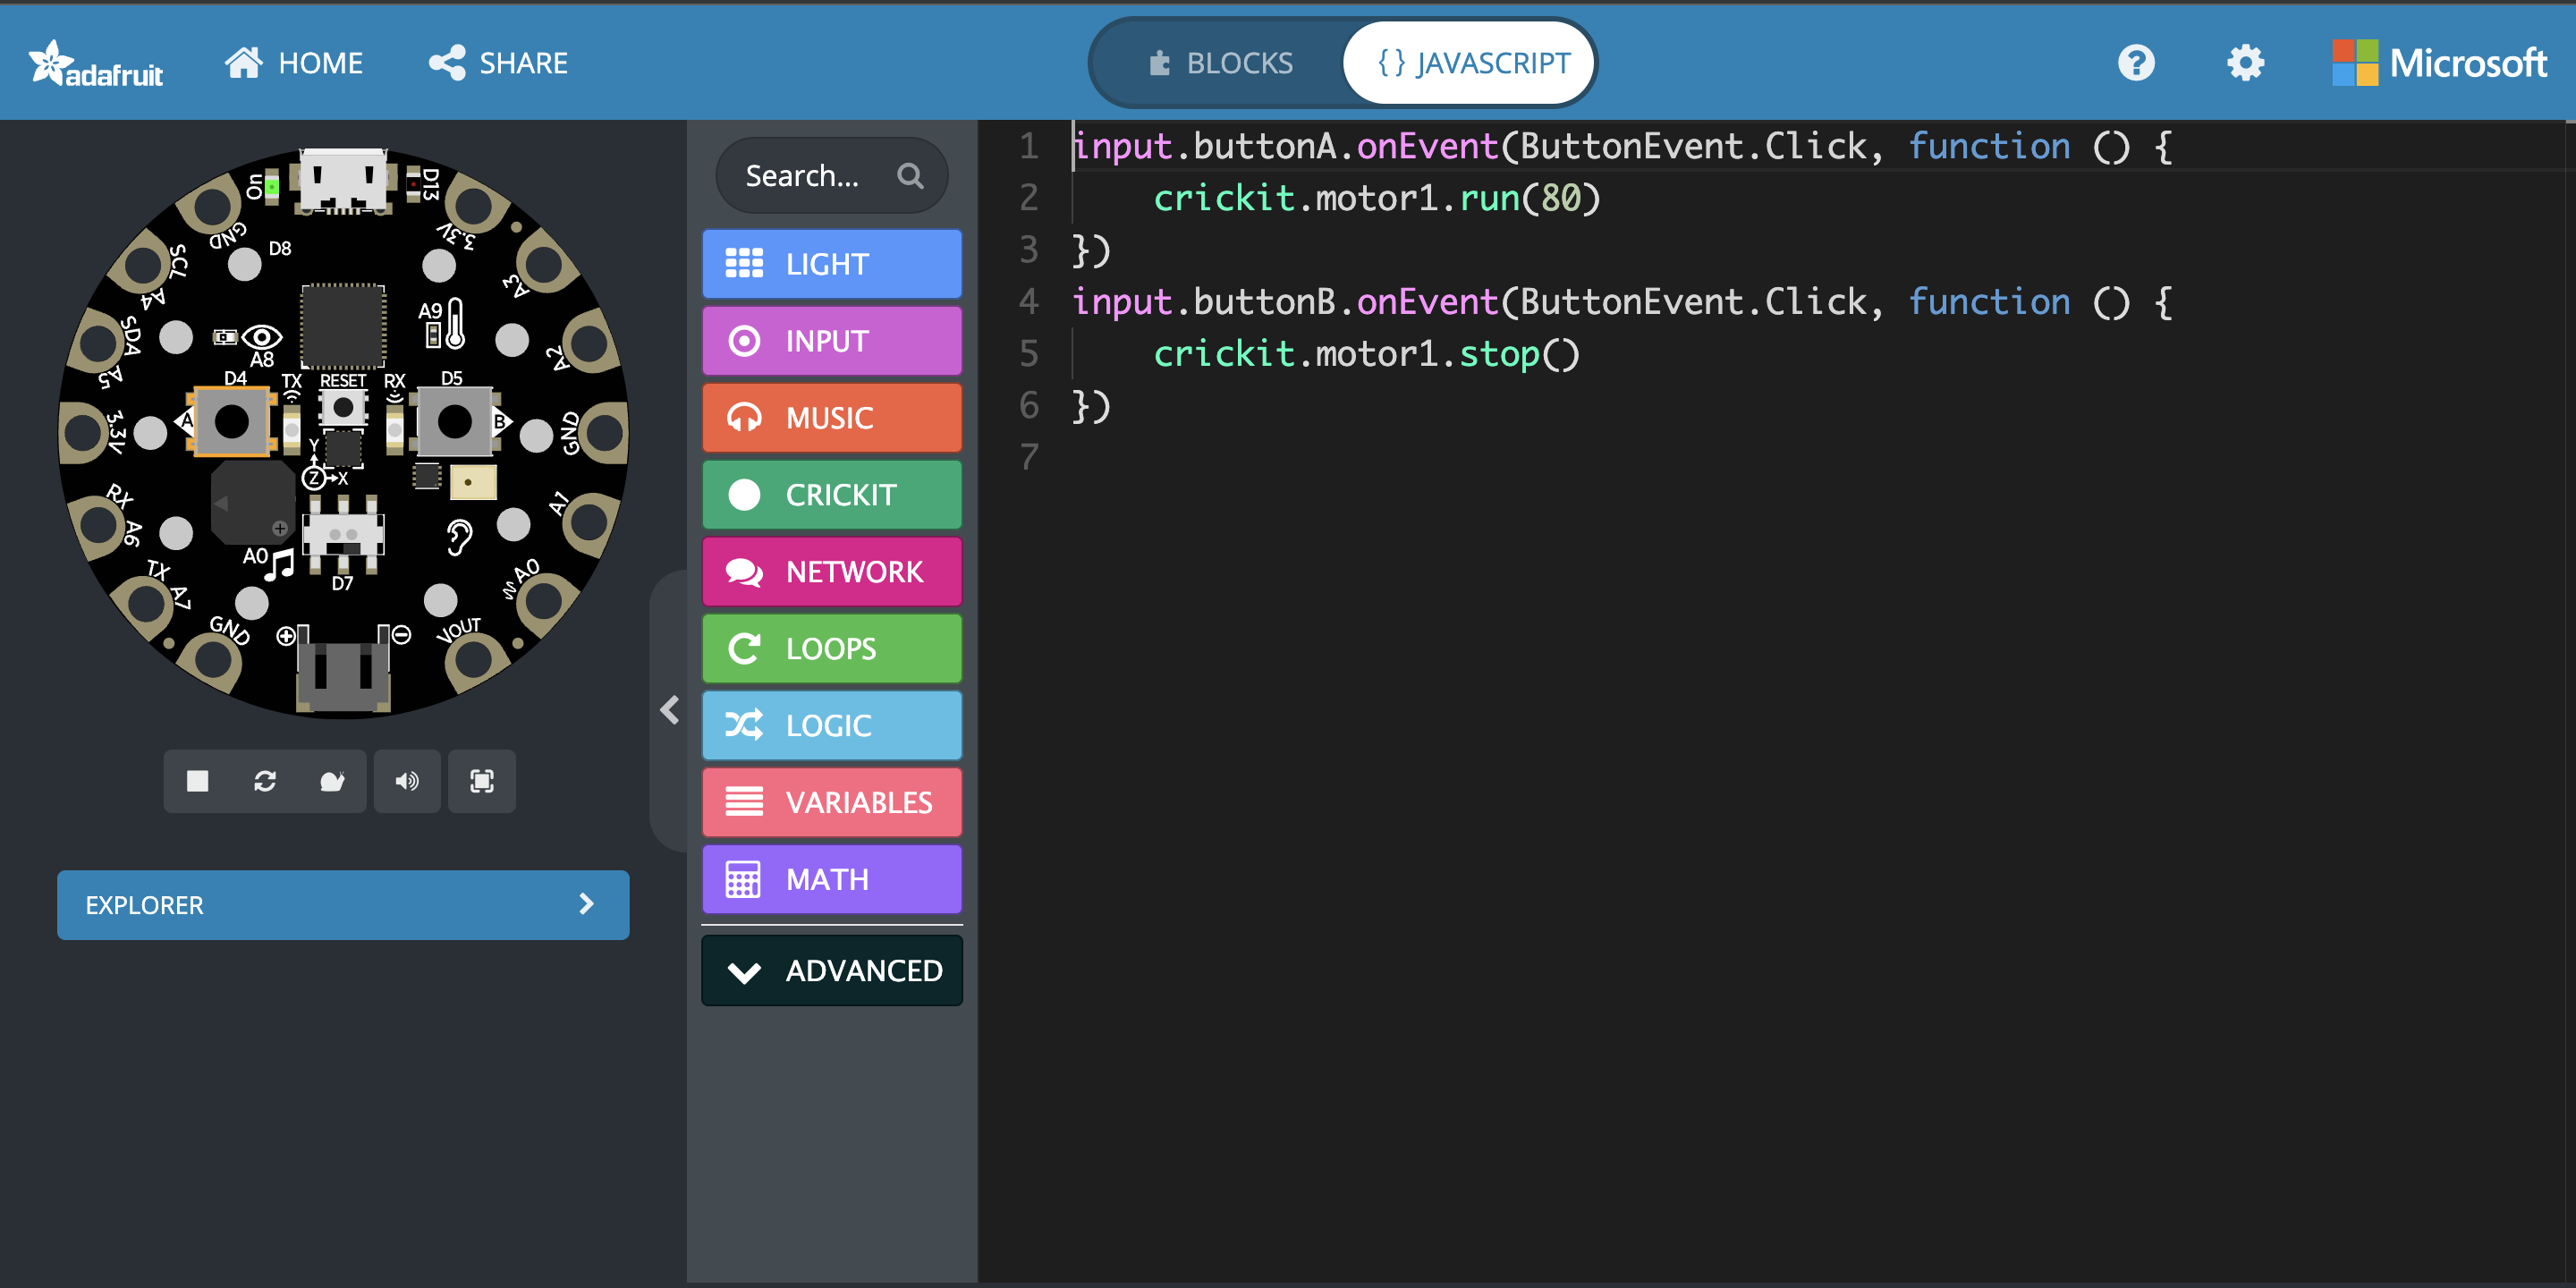 adafruit HOME SHARE BLOCKS {} JAVASCRIPT ? Microsoft
On D13
GND 3.3V
SCL D8 A3
A4
SDA A8 A9 A2
A5
D4 TX RESET RX D5
3.3V A Y B GND
Z X
RX A1
A6
A0
TX D7 A0
A7
GND VOUT
EXPLORER
Search...
LIGHT
INPUT
MUSIC
CRICKIT
NETWORK
LOOPS
LOGIC
VARIABLES
MATH
ADVANCED
1 input.buttonA.onEvent(ButtonEvent.Click, function () {
2     crickit.motor1.run(80)
3 })
4 input.buttonB.onEvent(ButtonEvent.Click, function () {
5     crickit.motor1.stop()
6 })
7